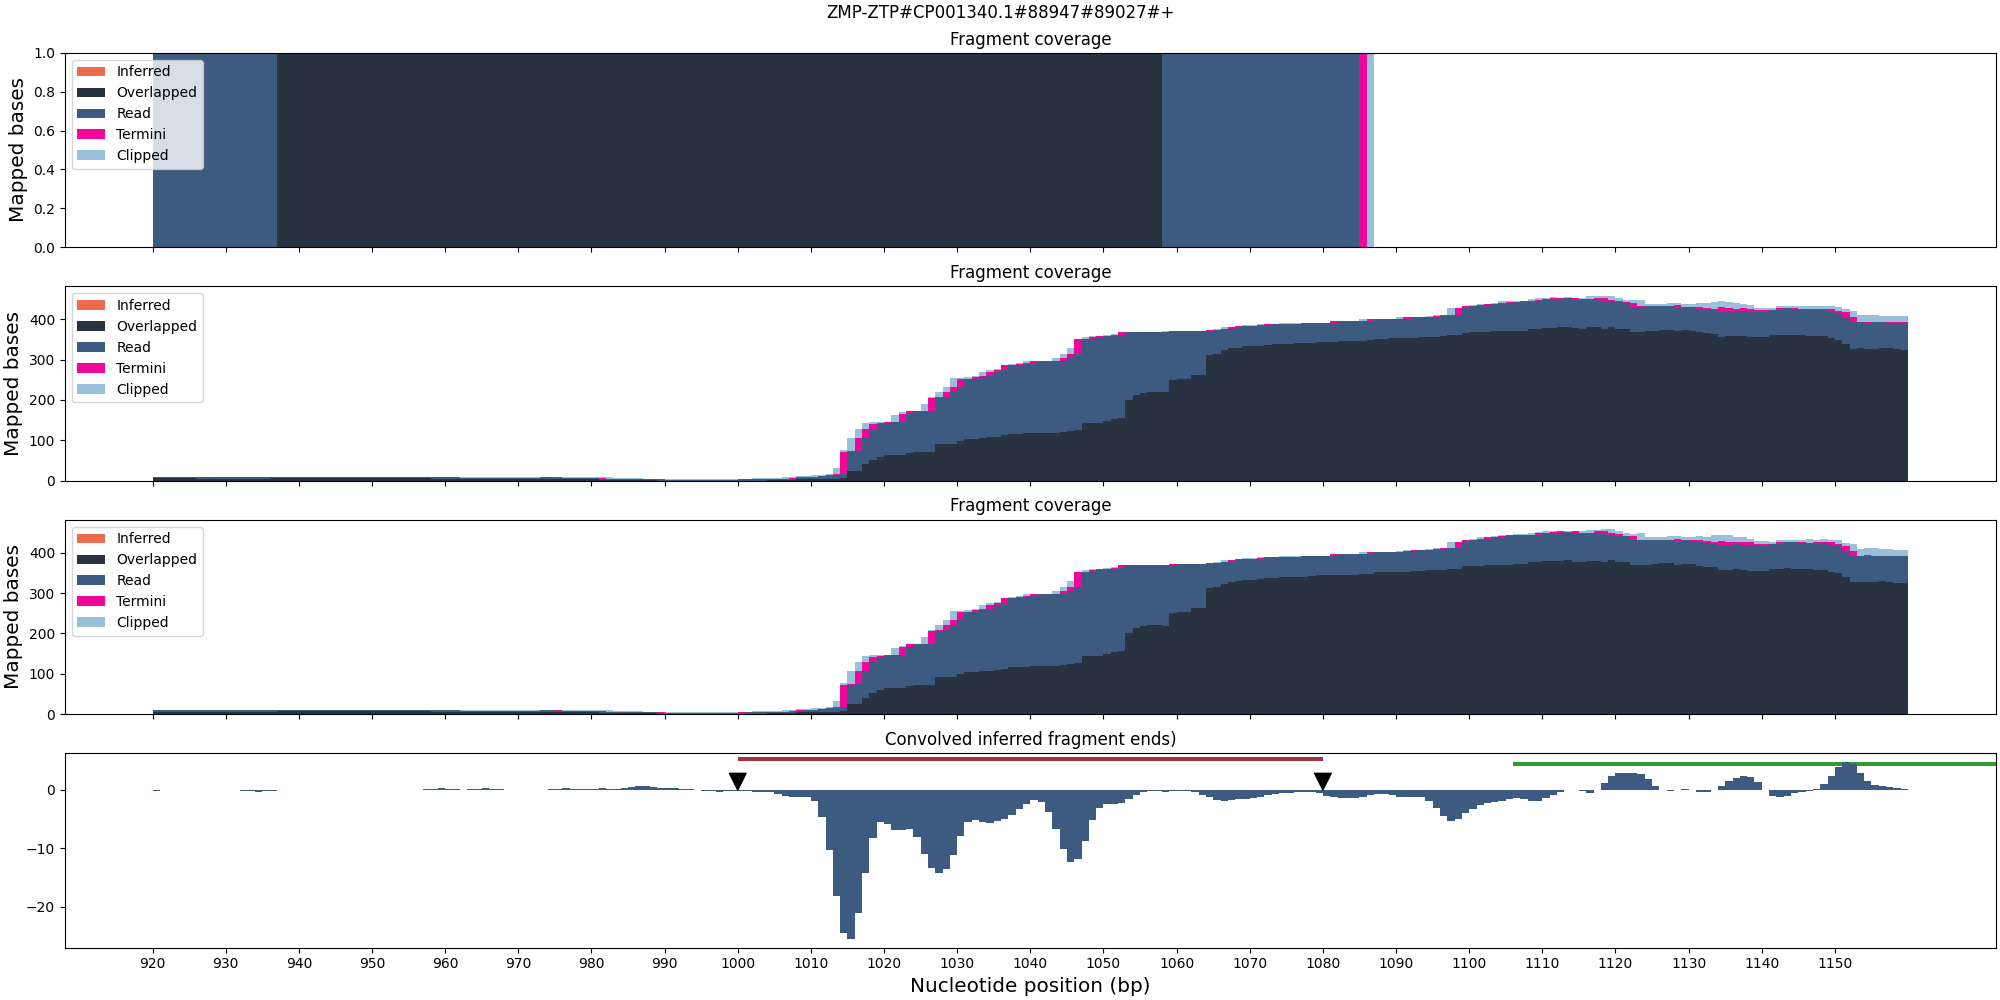 ZMP-ZTP#CP001340.1#88947#89027#+
Fragment coverage
Mapped bases
1.0
0.8
0.6
0.4
0.2
0.0
Inferred
Overlapped
Read
Termini
Clipped
Fragment coverage
Mapped bases
400
300
200
100
0
Inferred
Overlapped
Read
Termini
Clipped
Fragment coverage
Mapped bases
400
300
200
100
0
Inferred
Overlapped
Read
Termini
Clipped
Convolved inferred fragment ends)
0
−10
−20
920 930 940 950 960 970 980 990 1000 1010 1020 1030 1040 1050 1060 1070 1080 1090 1100 1110 1120 1130 1140 1150
Nucleotide position (bp)